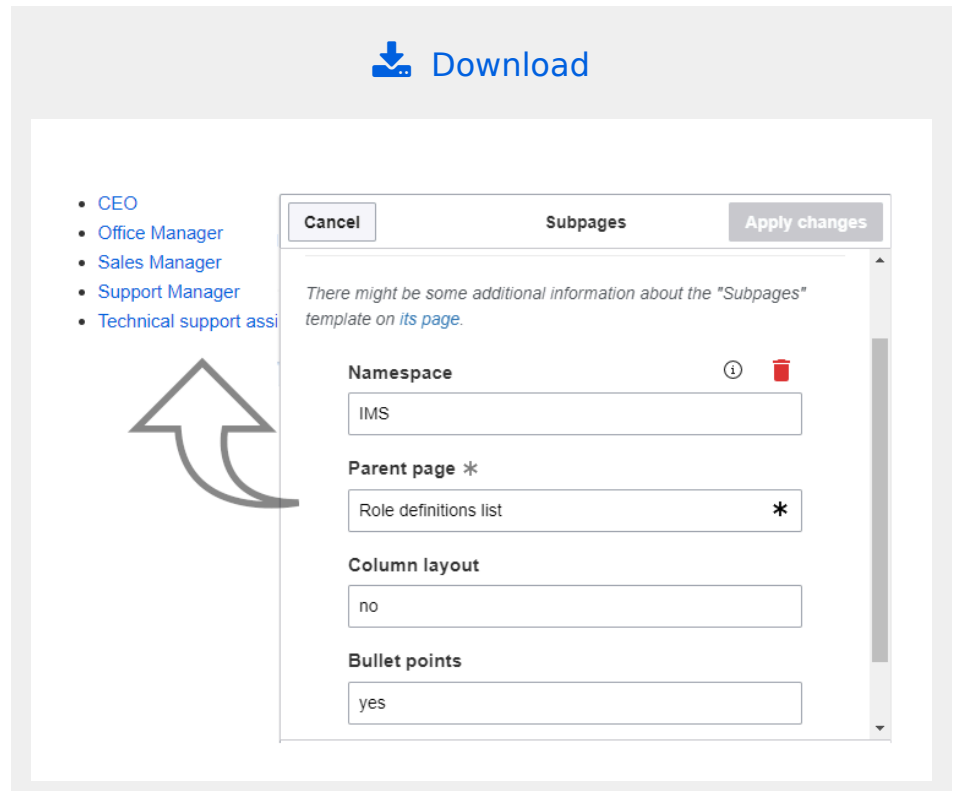 Download
CEO
Office Manager
Sales Manager
Support Manager
Technical support assi
Cancel
Subpages
Apply changes
There might be some additional information about the "Subpages"
template on its page.
Namespace
IMS
Parent page *
Role definitions list *
Column layout
no
Bullet points
yes